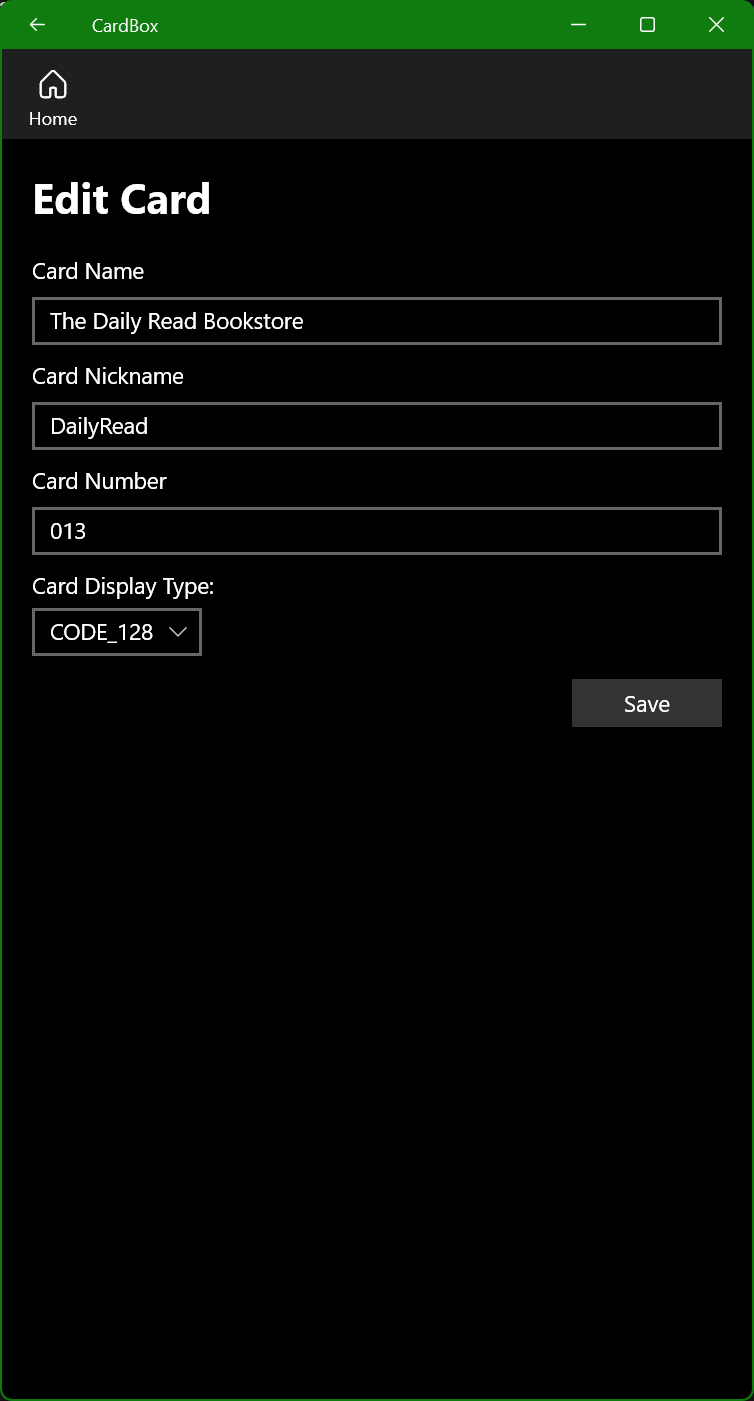 CardBox
Home
Edit Card
Card Name
The Daily Read Bookstore
Card Nickname
DailyRead
Card Number
013
Card Display Type:
CODE_128
Save